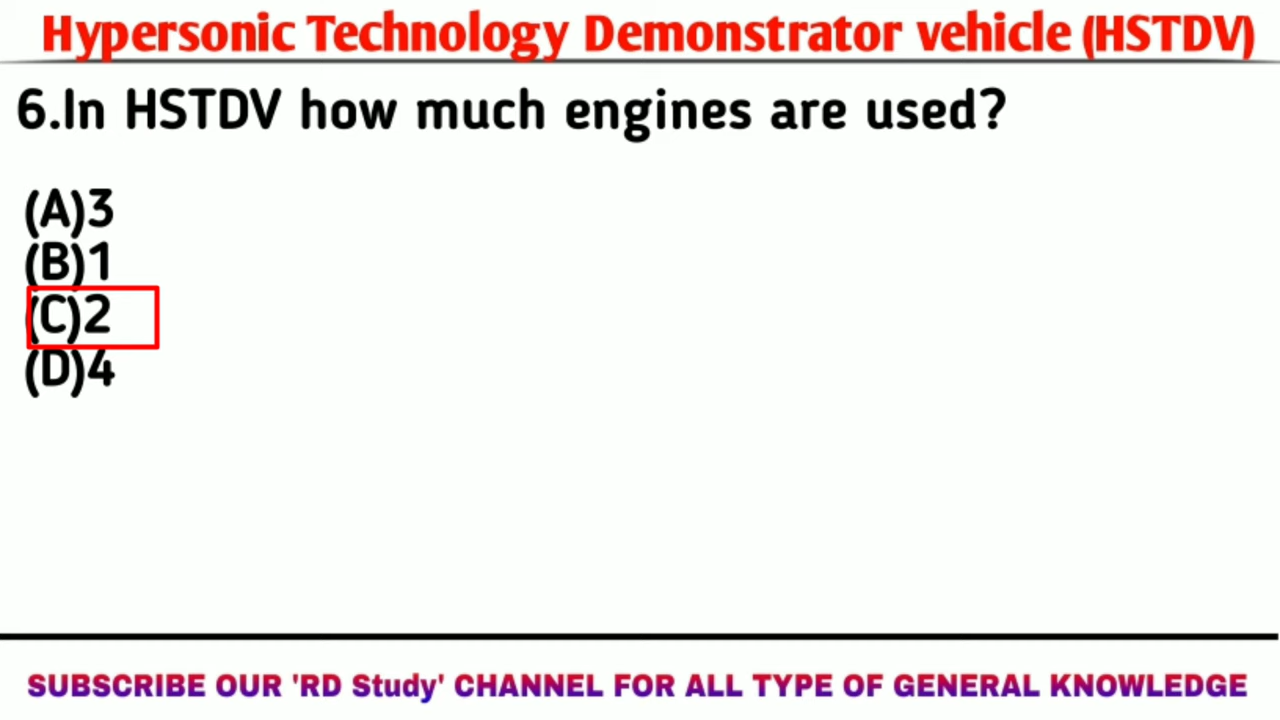 Hypersonic Technology Demonstrator vehicle (HSTDV)
6.In HSTDV how much engines are used?
(A)3
(B)1
(C)2
(D)4
SUBSCRIBE OUR 'RD Study' CHANNEL FOR ALL TYPE OF GENERAL KNOWLEDGE